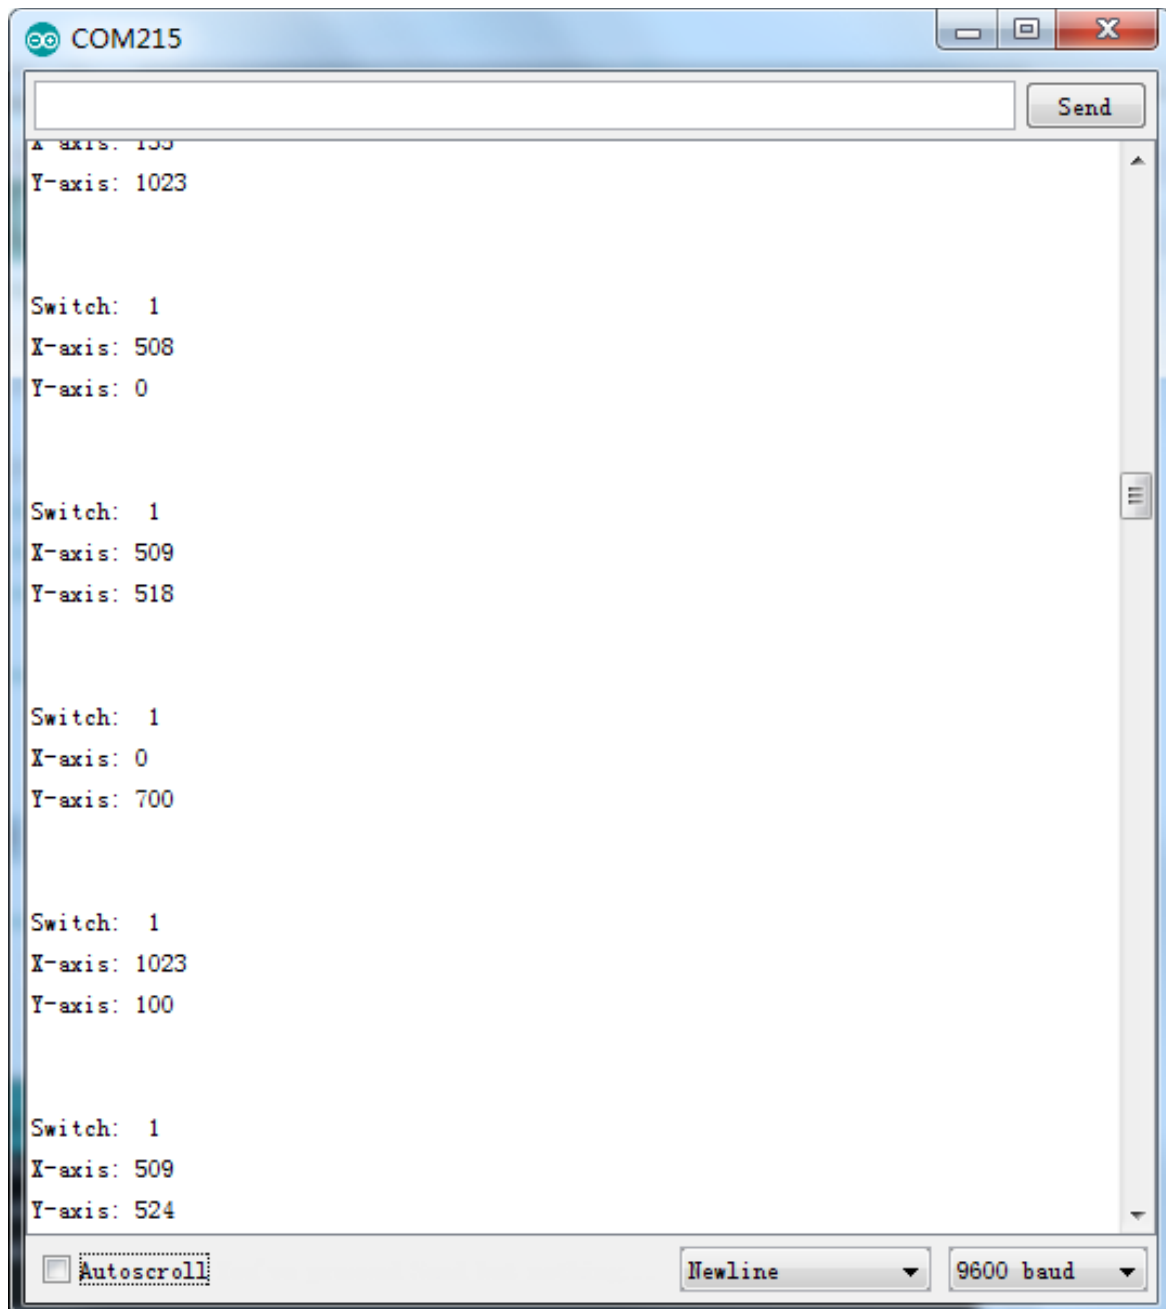 COM215
Send
Y-axis: 1023
Switch:  1
X-axis: 508
Y-axis: 0
Switch:  1
X-axis: 509
Y-axis: 518
Switch:  1
X-axis: 0
Y-axis: 700
Switch:  1
X-axis: 1023
Y-axis: 100
Switch:  1
X-axis: 509
Y-axis: 524
Autoscroll
Newline
9600 baud